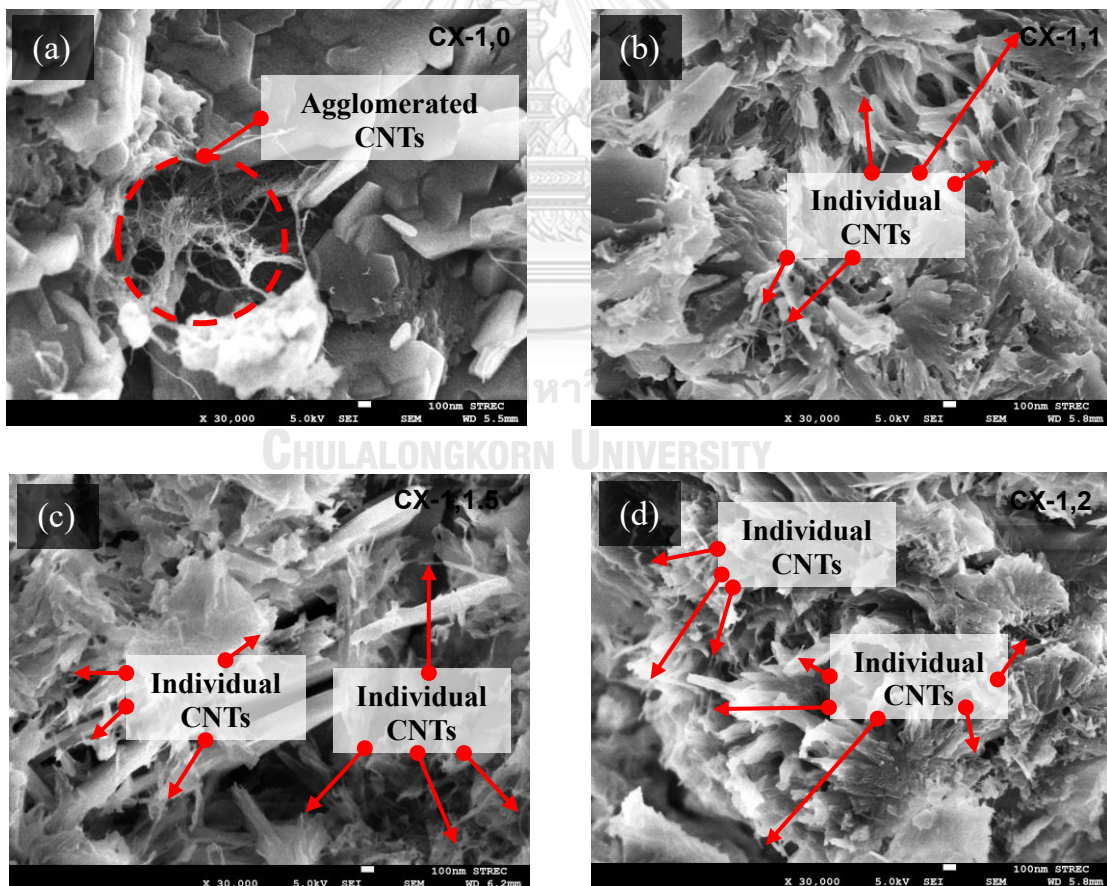 (a)
CX-1,0
Agglomerated
CNTs
X 30,000 5.0kV SEI SEM 100nm STREC
WD 5.5mm
(b)
CX-1,1
Individual
CNTs
X 30,000 5.0kV SEI SEM 100nm STREC
WD 5.8mm
หาวิ
CHULALONGKORN UNIVERSITY
(c)
CX-1,1.5
Individual
CNTs
Individual
CNTs
X 30,000 5.0kV SEI SEM 100nm STREC
WD 6.2mm
(d)
CX-1,2
Individual
CNTs
Individual
CNTs
X 30,000 5.0kV SEI SEM 100nm STREC
WD 5.8mm